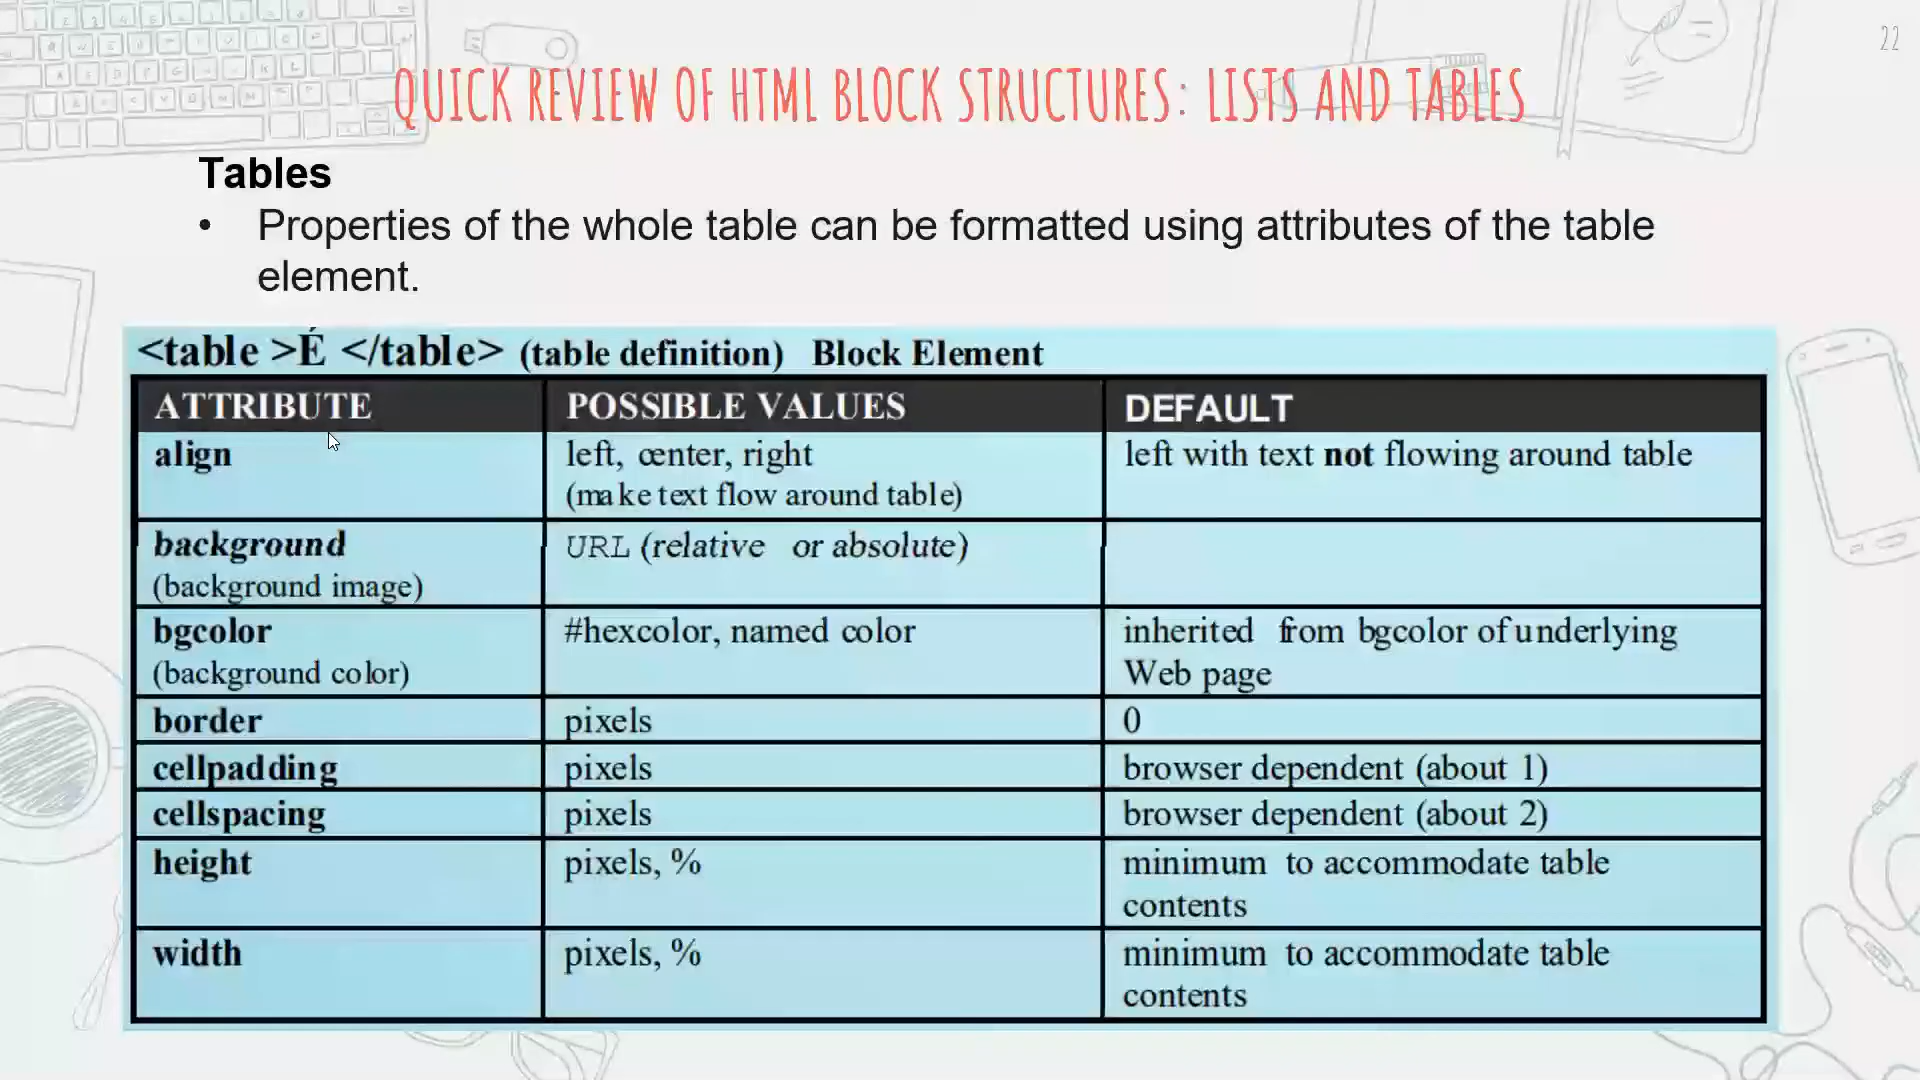 22
QUICK REVIEW OF HTML BLOCK STRUCTURES: LISTS AND TABLES
Tables
• Properties of the whole table can be formatted using attributes of the table
element.
<table >É </table> (table definition) Block Element
ATTRIBUTE POSSIBLE VALUES DEFAULT
align left, center, right left with text not flowing around table
(make text flow around table)
background URL (relative or absolute)
(background image)
bgcolor #hexcolor, named color inherited from bgcolor of underlying
(background color) Web page
border pixels 0
cellpadding pixels browser dependent (about 1)
cellspacing pixels browser dependent (about 2)
height pixels, % minimum to accommodate table
contents
width pixels, % minimum to accommodate table
contents